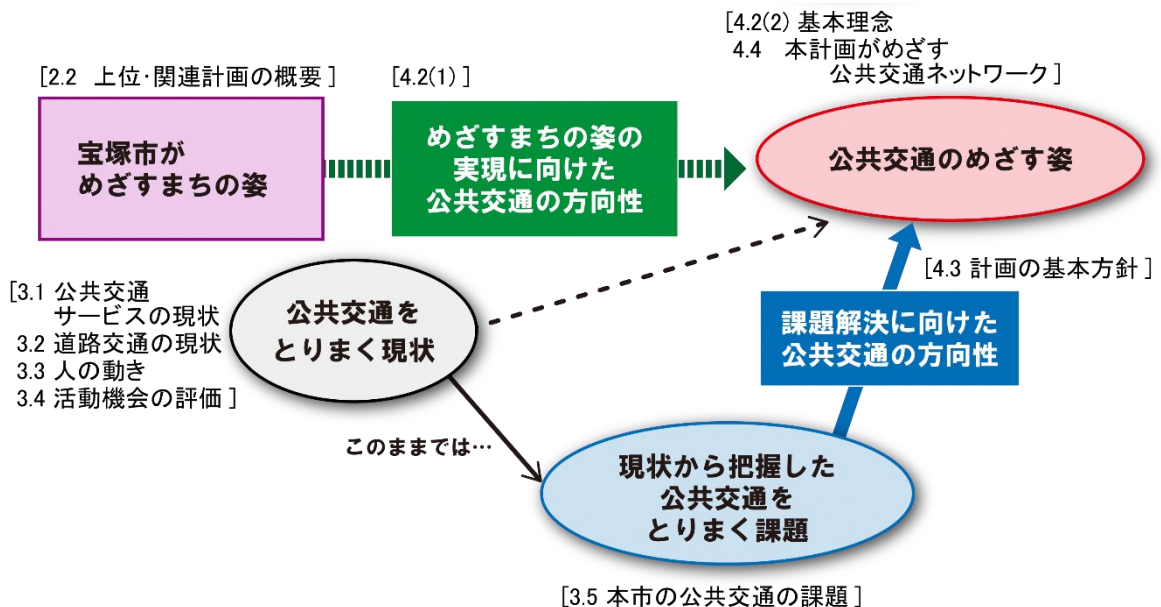 [4.2(2) 基本理念
4.4 本計画がめざす
公共交通ネットワーク]
[2.2 上位・関連計画の概要]
[4.2(1)]
宝塚市が
めざすまちの姿
めざすまちの姿の
実現に向けた
公共交通の方向性
公共交通のめざす姿
[4.3 計画の基本方針]
[3.1 公共交通
サービスの現状
3.2 道路交通の現状
3.3 人の動き
3.4 活動機会の評価]
公共交通を
とりまく現状
課題解決に向けた
公共交通の方向性
このままでは…
現状から把握した
公共交通を
とりまく課題
[3.5 本市の公共交通の課題]